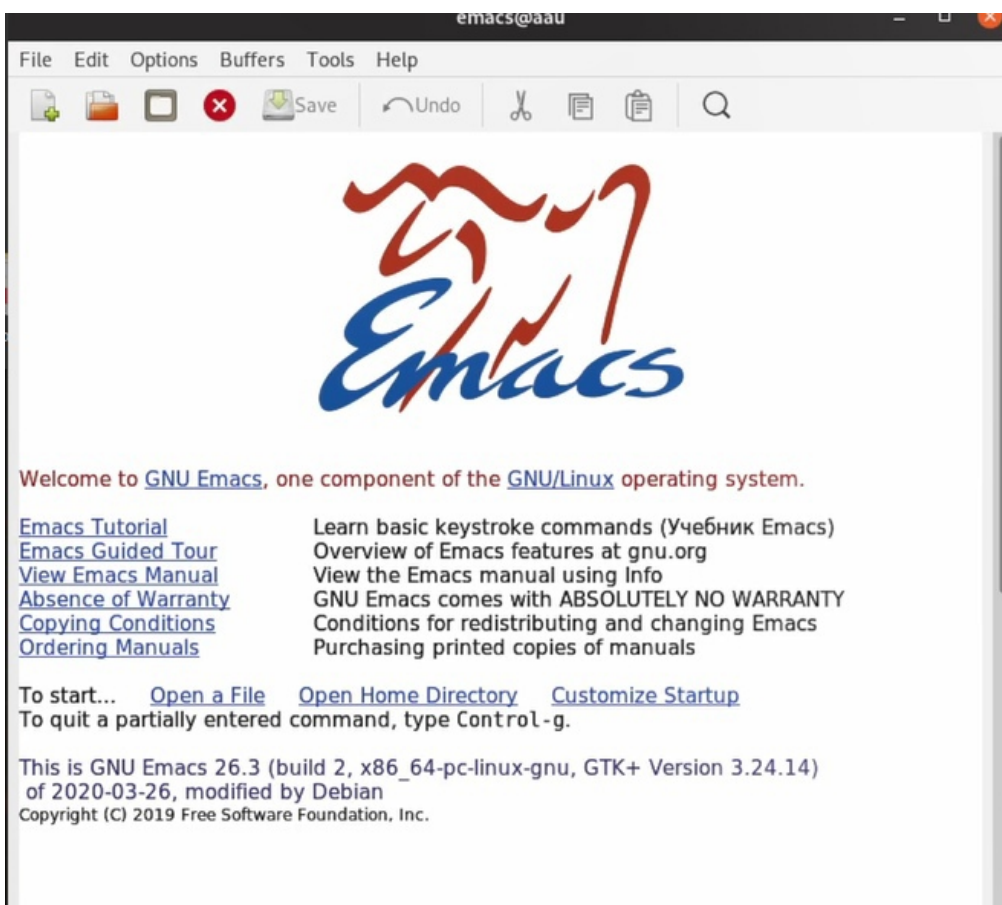 emacs@aau
File Edit Options Buffers Tools Help
Save Undo
Emacs
Welcome to GNU Emacs, one component of the GNU/Linux operating system.
Emacs Tutorial Learn basic keystroke commands (Учебник Emacs)
Emacs Guided Tour Overview of Emacs features at gnu.org
View Emacs Manual View the Emacs manual using Info
Absence of Warranty GNU Emacs comes with ABSOLUTELY NO WARRANTY
Copying Conditions Conditions for redistributing and changing Emacs
Ordering Manuals Purchasing printed copies of manuals
To start... Open a File Open Home Directory Customize Startup
To quit a partially entered command, type Control-g.
This is GNU Emacs 26.3 (build 2, x86_64-pc-linux-gnu, GTK+ Version 3.24.14)
of 2020-03-26, modified by Debian
Copyright (C) 2019 Free Software Foundation, Inc.